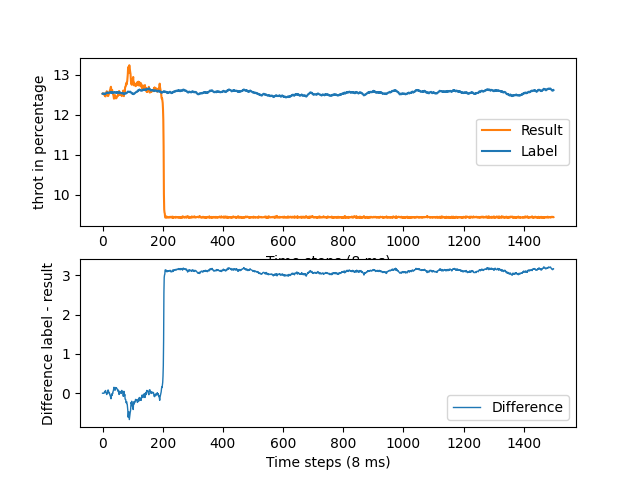 throt in percentage
13
12
11
10
Result
Label
0 200 400 600 800 1000 1200 1400
Time steps (8 ms)
Difference label - result
3
2
1
0
Difference
0 200 400 600 800 1000 1200 1400
Time steps (8 ms)